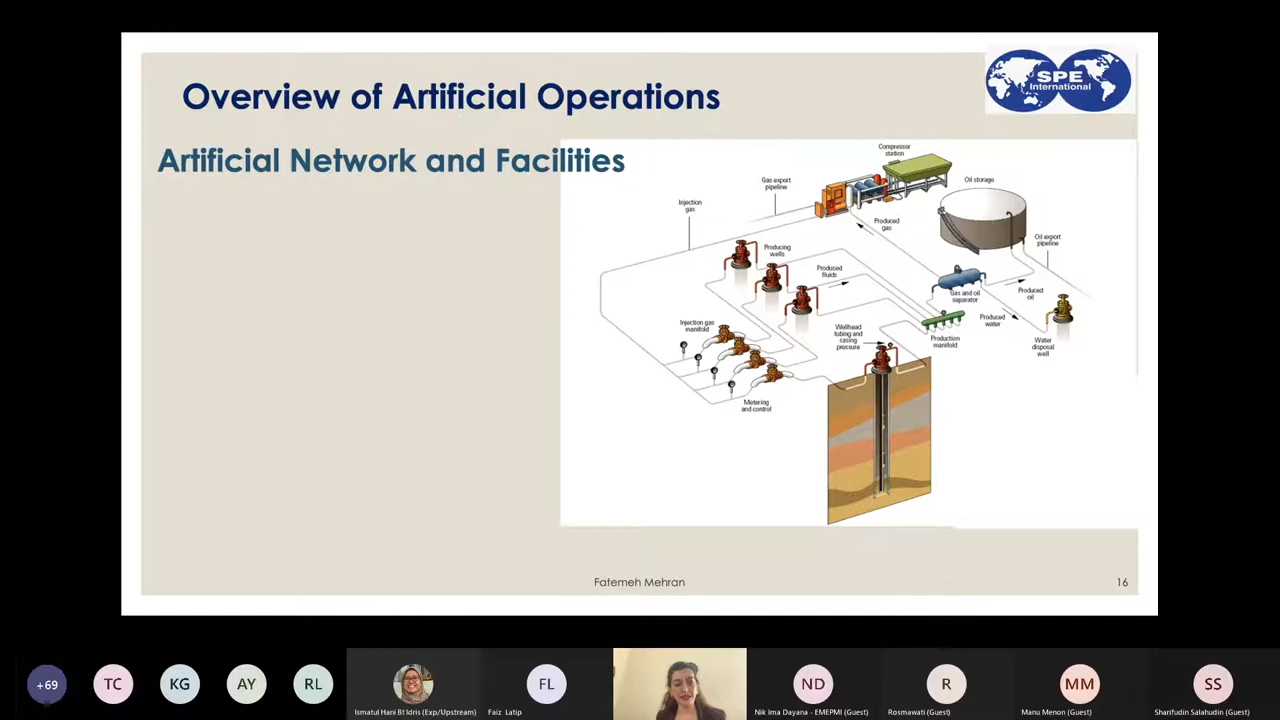 Overview of Artificial Operations
SPE
International
Artificial Network and Facilities
Compressor
station
Gas export
pipeline
Oil storage
Injection
gas
Produced
gas
Oil export
pipeline
Producing
wells
Produced
fluids
Gas and oil
separator
Produced
oil
Injection gas
manifold
Wellhead
tubing and
casing
pressure
Production
manifold
Produced
water
Water
disposal
well
Metering
and control
Fatemeh Mehran
16
+69
TC
KG
AY
RL
FL
ND
R
MM
SS
Ismatul Hani Bt Idris (Exp/Upstream)
Faiz Latip
Nik Ima Dayana - EMEPMI (Guest)
Rosmawati (Guest)
Manu Menon (Guest)
Sharifudin Salahudin (Guest)